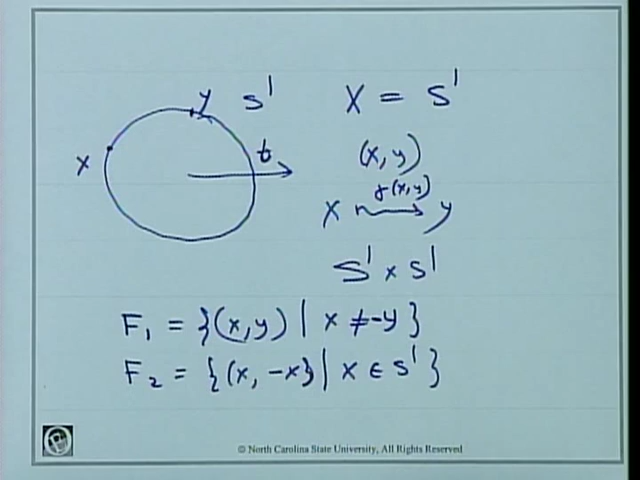 y S¹ X = S¹
x t (x, y)
γ(x,y)
x → y
S¹ × S¹
F₁ = {(x, y) | x ≠ -y}
F₂ = {(x, -x} | x ∈ S¹}
© North Carolina State University, All Rights Reserved